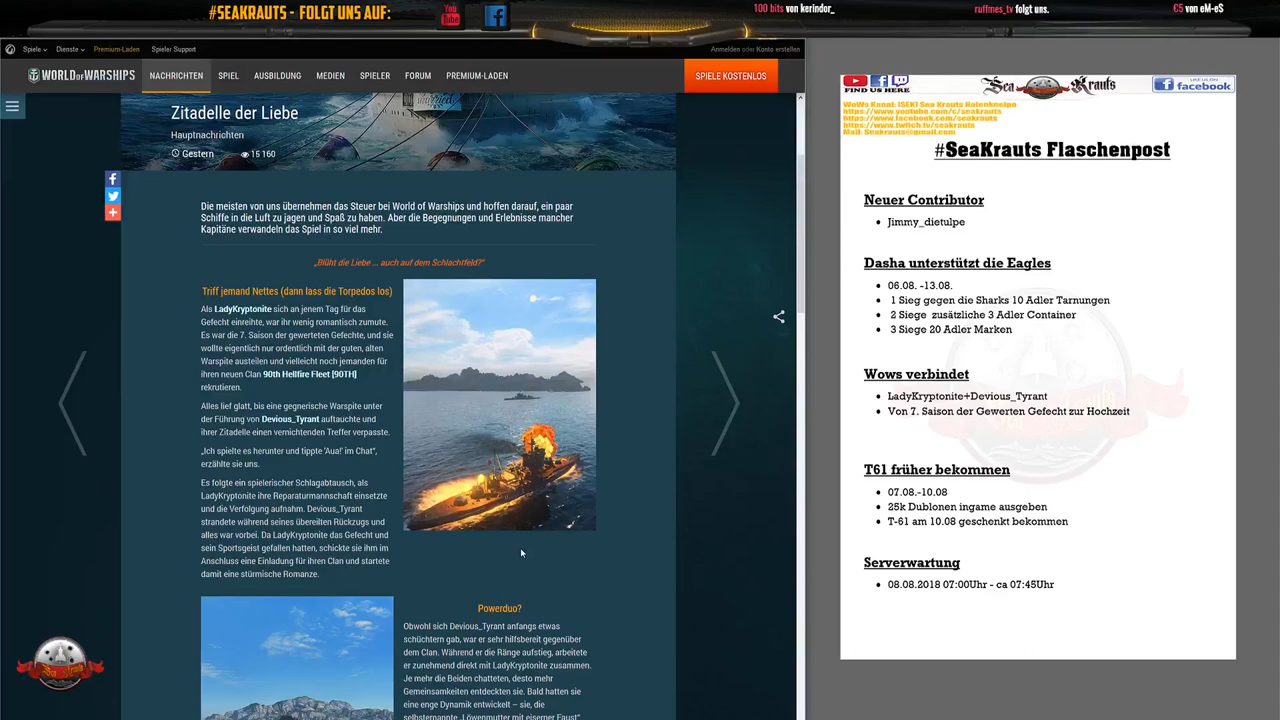 #SEAKRAUTS - FOLGT UNS AUF:
You Tube
100 bits von kerindor_
ruffmes_tv folgt uns.
€5 von eM-e$
Spiele
Dienste
Premium-Laden
Spieler Support
Anmelden oder Konto erstellen
WORLD OF WARSHIPS
NACHRICHTEN
SPIEL
AUSBILDUNG
MEDIEN
SPIELER
FORUM
PREMIUM-LADEN
SPIELE KOSTENLOS
Zitadelle der Liebe
Hauptnachrichten
Gestern
15 160
Die meisten von uns übernehmen das Steuer bei World of Warships und hoffen darauf, ein paar
Schiffe in die Luft zu jagen und Spaß zu haben. Aber die Begegnungen und Erlebnisse mancher
Kapitäne verwandeln das Spiel in so viel mehr.
„Blüht die Liebe ... auch auf dem Schlachtfeld?“
Triff jemand Nettes (dann lass die Torpedos los)
Als LadyKryptonite sich an jenem Tag für das
Gefecht einreihte, war ihr wenig romantisch zumute.
Es war die 7. Saison der gewerteten Gefechte, und sie
wollte eigentlich nur ordentlich mit der guten, alten
Warspite austeilen und vielleicht noch jemanden für
ihren neuen Clan 90th Hellfire Fleet [90TH]
rekrutieren.
Alles lief glatt, bis eine gegnerische Warspite unter
der Führung von Devious_Tyrant auftauchte und
ihrer Zitadelle einen vernichtenden Treffer verpasste.
„Ich spielte es herunter und tippte 'Aua!' im Chat“,
erzählte sie uns.
Es folgte ein spielerischer Schlagabtausch, als
LadyKryptonite ihre Reparaturmannschaft einsetzte
und die Verfolgung aufnahm. Devious_Tyrant
strandete während seines übereilten Rückzugs und
alles war vorbei. Da LadyKryptonite das Gefecht und
sein Sportsgeist gefallen hatten, schickte sie ihm im
Anschluss eine Einladung für ihren Clan und startete
damit eine stürmische Romanze.
Powerduo?
Obwohl sich Devious_Tyrant anfangs etwas
schüchtern gab, war er sehr hilfsbereit gegenüber
dem Clan. Während er die Ränge aufstieg, arbeitete
er zunehmend direkt mit LadyKryptonite zusammen.
Je mehr die Beiden chatteten, desto mehr
Gemeinsamkeiten entdeckten sie. Bald hatten sie
eine enge Dynamik entwickelt – sie, die
selbsternannte „Löwenmutter mit eiserner Faust“
Sea Krauts
FIND US HERE
Sea Krauts
LIKE US ON
facebook
WoWs Kanal: [SEK] Sea Krauts Hafenkneipe
https://www.youtube.com/c/seakrauts
https://www.facebook.com/seakrauts
https://www.twitch.tv/seakrauts
Mail: Seakrauts@gmail.com
#SeaKrauts Flaschenpost
Neuer Contributor
• Jimmy_dietulpe
Dasha unterstützt die Eagles
• 06.08. -13.08.
• 1 Sieg gegen die Sharks 10 Adler Tarnungen
• 2 Siege zusätzliche 3 Adler Container
• 3 Siege 20 Adler Marken
Wows verbindet
• LadyKryptonite+Devious_Tyrant
• Von 7. Saison der Gewerten Gefecht zur Hochzeit
T61 früher bekommen
• 07.08.-10.08
• 25k Dublonen ingame ausgeben
• T-61 am 10.08 geschenkt bekommen
Serverwartung
• 08.08.2018 07:00Uhr - ca 07:45Uhr